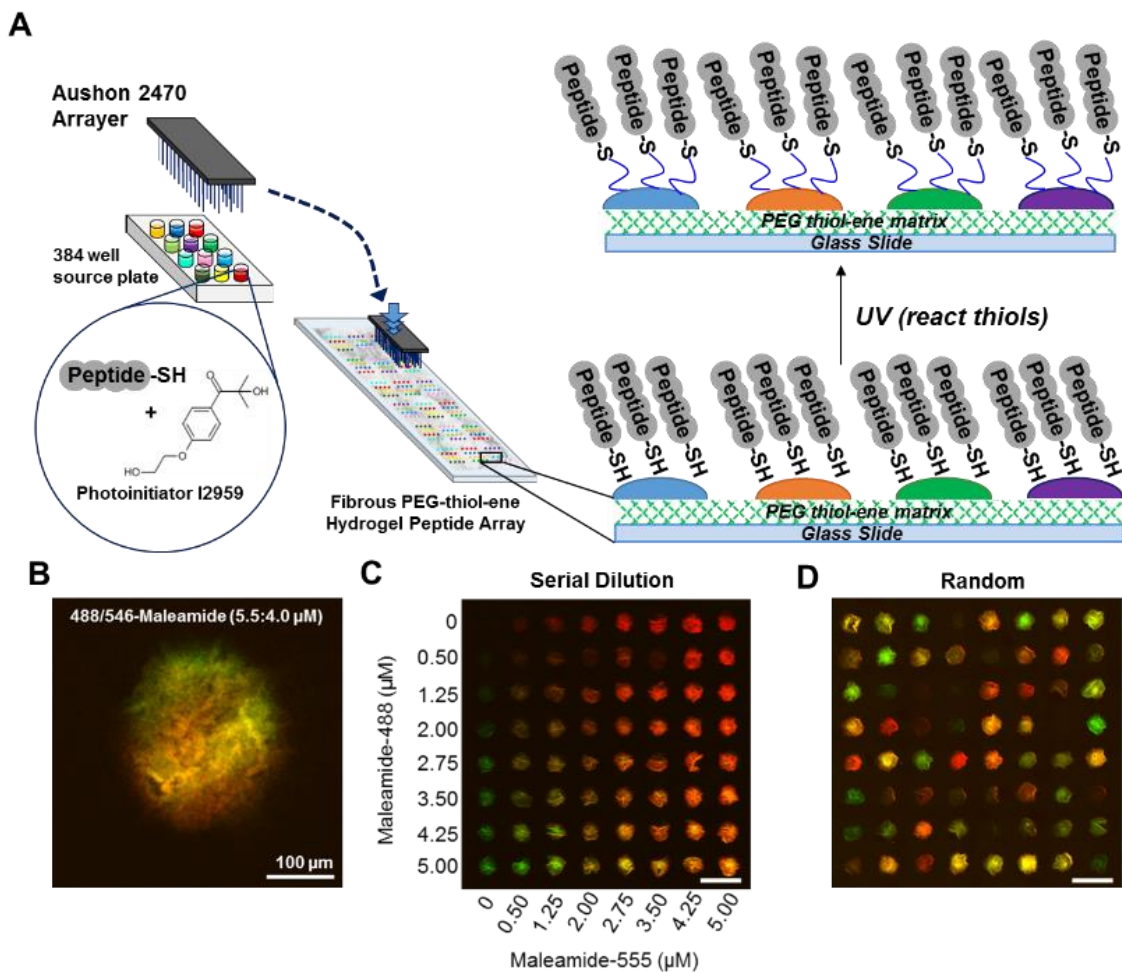 A
Aushon 2470
Arrayer
384 well
source plate
Peptide -SH
+
O
OH
HO
O
Photoinitiator I2959
Fibrous PEG-thiol-ene
Hydrogel Peptide Array
Peptide -S
Peptide -S
Peptide -S
Peptide -S
Peptide -S
Peptide -S
Peptide -S
Peptide -S
Peptide -S
Peptide -S
Peptide -S
Peptide -S
PEG thiol-ene matrix
Glass Slide
UV (react thiols)
Peptide -SH
Peptide -SH
Peptide -SH
Peptide -SH
Peptide -SH
Peptide -SH
Peptide -SH
Peptide -SH
Peptide -SH
Peptide -SH
Peptide -SH
Peptide -SH
PEG thiol-ene matrix
Glass Slide
B
488/546-Maleamide (5.5:4.0 µM)
100 µm
C
Serial Dilution
Maleamide-488 (µM)
0
0.50
1.25
2.00
2.75
3.50
4.25
5.00
0 0.50 1.25 2.00 2.75 3.50 4.25 5.00
Maleamide-555 (µM)
D
Random